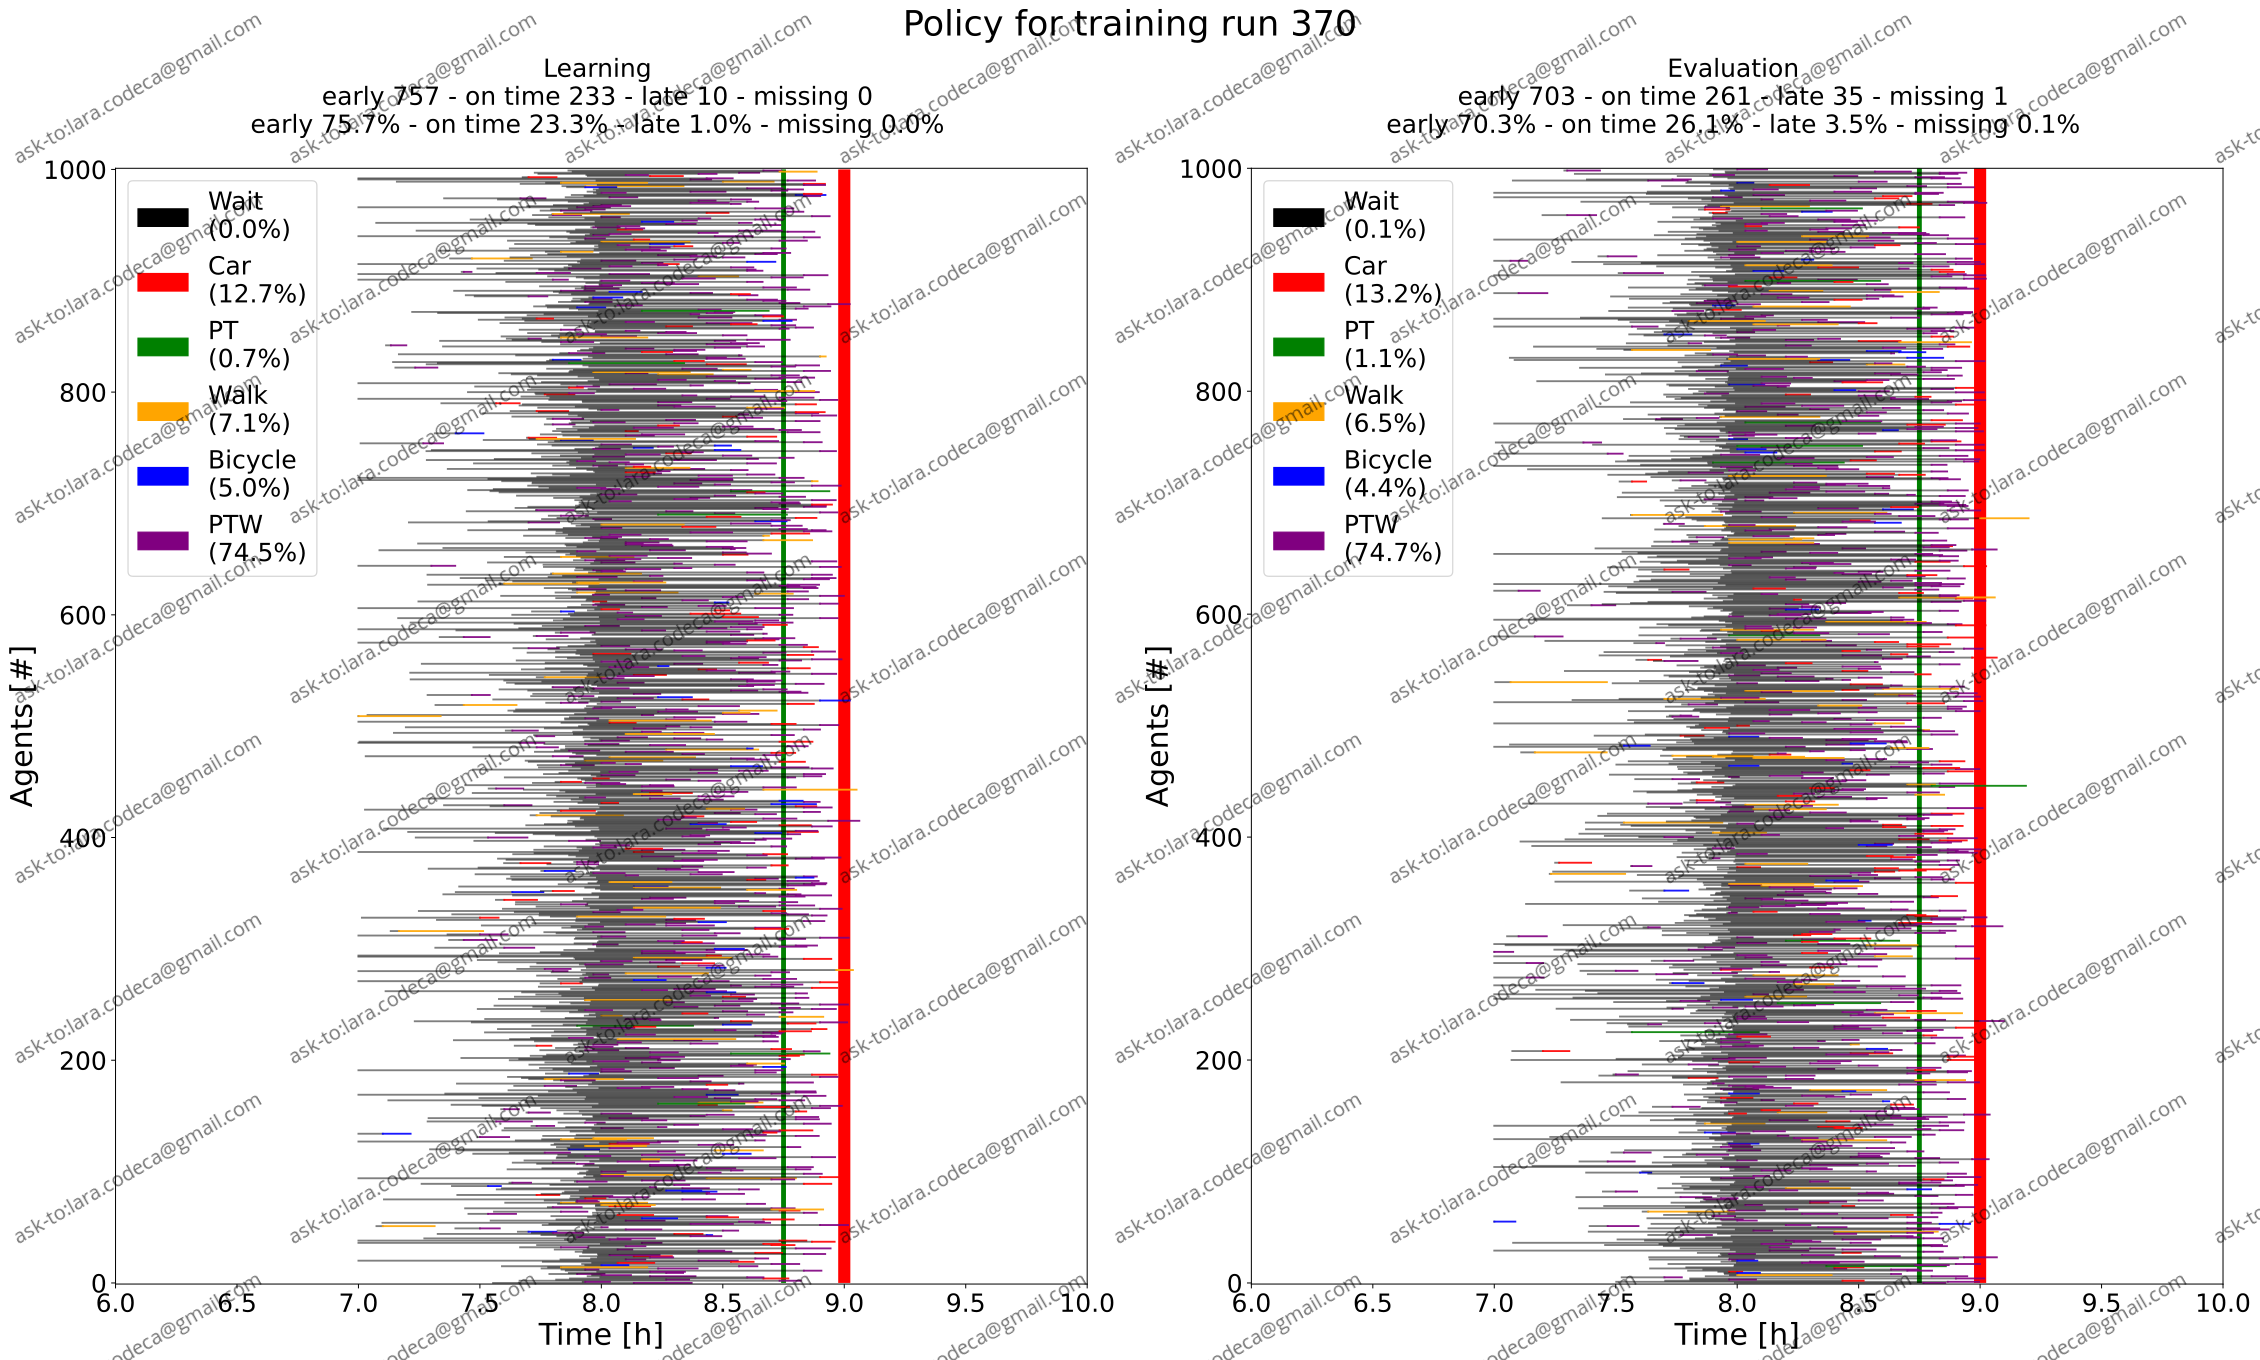 Policy for training run 370
Learning
early 757 - on time 233 - late 10 - missing 0
early 75.7% - on time 23.3% - late 1.0% - missing 0.0%
Agents [#]
1000
800
600
400
200
0
Wait
(0.0%)
Car
(12.7%)
PT
(0.7%)
Walk
(7.1%)
Bicycle
(5.0%)
PTW
(74.5%)
6.0 6.5 7.0 7.5 8.0 8.5 9.0 9.5 10.0
Time [h]
Evaluation
early 703 - on time 261 - late 35 - missing 1
early 70.3% - on time 26.1% - late 3.5% - missing 0.1%
Agents [#]
1000
800
600
400
200
0
Wait
(0.1%)
Car
(13.2%)
PT
(1.1%)
Walk
(6.5%)
Bicycle
(4.4%)
PTW
(74.7%)
6.0 6.5 7.0 7.5 8.0 8.5 9.0 9.5 10.0
Time [h]
ask-to:lara.codeca@gmail.com